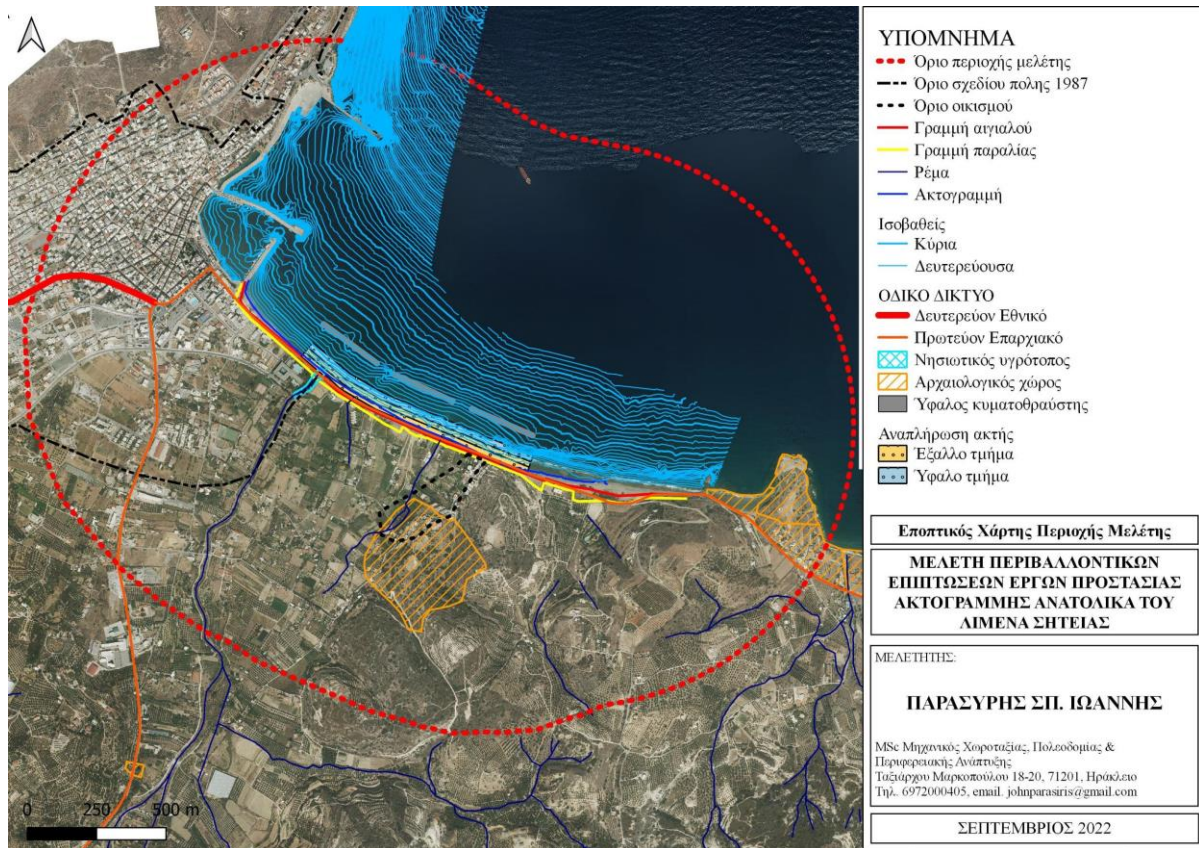 ΥΠΟΜΝΗΜΑ
Όριο περιοχής μελέτης
Όριο σχεδίου πολης 1987
Όριο οικισμού
Γραμμή αιγιαλού
Γραμμή παραλίας
Ρέμα
Ακτογραμμή
Ισοβαθείς
Κύρια
Δευτερεύουσα
ΟΔΙΚΟ ΔΙΚΤΥΟ
Δευτερεύον Εθνικό
Πρωτεύον Επαρχιακό
Νησιωτικός υγρότοπος
Αρχαιολογικός χώρος
Ύφαλος κυματοθραύστης
Αναπλήρωση ακτής
Έξαλλο τμήμα
Ύφαλο τμήμα
Εποπτικός Χάρτης Περιοχής Μελέτης
ΜΕΛΕΤΗ ΠΕΡΙΒΑΛΛΟΝΤΙΚΩΝ
ΕΠΙΠΤΩΣΕΩΝ ΕΡΓΩΝ ΠΡΟΣΤΑΣΙΑΣ
ΑΚΤΟΓΡΑΜΜΗΣ ΑΝΑΤΟΛΙΚΑ ΤΟΥ
ΛΙΜΕΝΑ ΣΗΤΕΙΑΣ
ΜΕΛΕΤΗΤΗΣ:
ΠΑΡΑΣΥΡΗΣ ΣΠ. ΙΩΑΝΝΗΣ
MSc Μηχανικός Χωροταξίας, Πολεοδομίας &
Περιφερειακής Ανάπτυξης
Ταξιάρχου Μαρκοπούλου 18-20, 71201, Ηράκλειο
Τηλ. 6972000405, email. johnparasiris@gmail.com
ΣΕΠΤΕΜΒΡΙΟΣ 2022
0 250 500 m